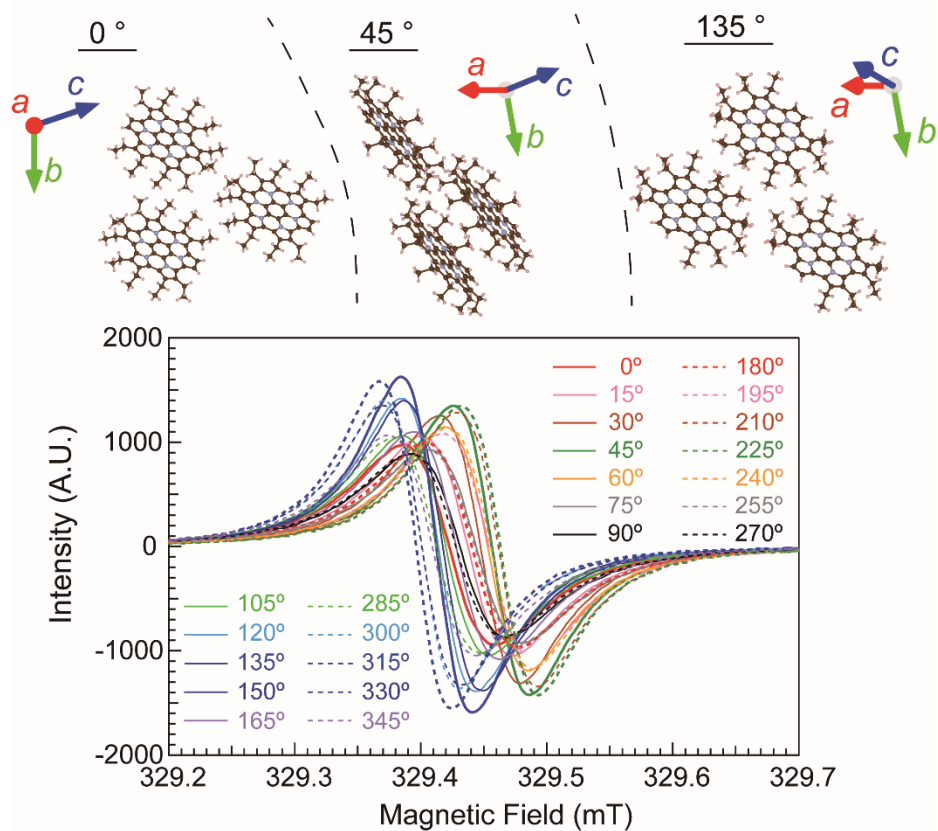 0 °
45 °
135 °
a
c
b
a
c
b
c
a
b
2000
1000
0
-1000
-2000
Intensity (A.U.)
0º 180º
15º 195º
30º 210º
45º 225º
60º 240º
75º 255º
90º 270º
105º 285º
120º 300º
135º 315º
150º 330º
165º 345º
329.2 329.3 329.4 329.5 329.6 329.7
Magnetic Field (mT)